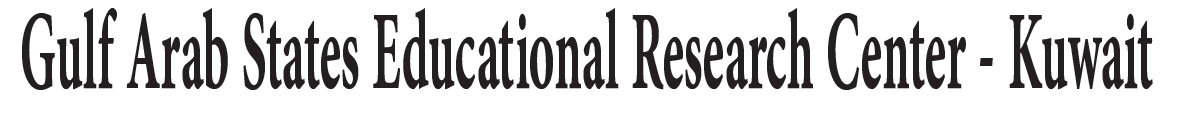 Gulf Arab States Educational Research Center - Kuwait